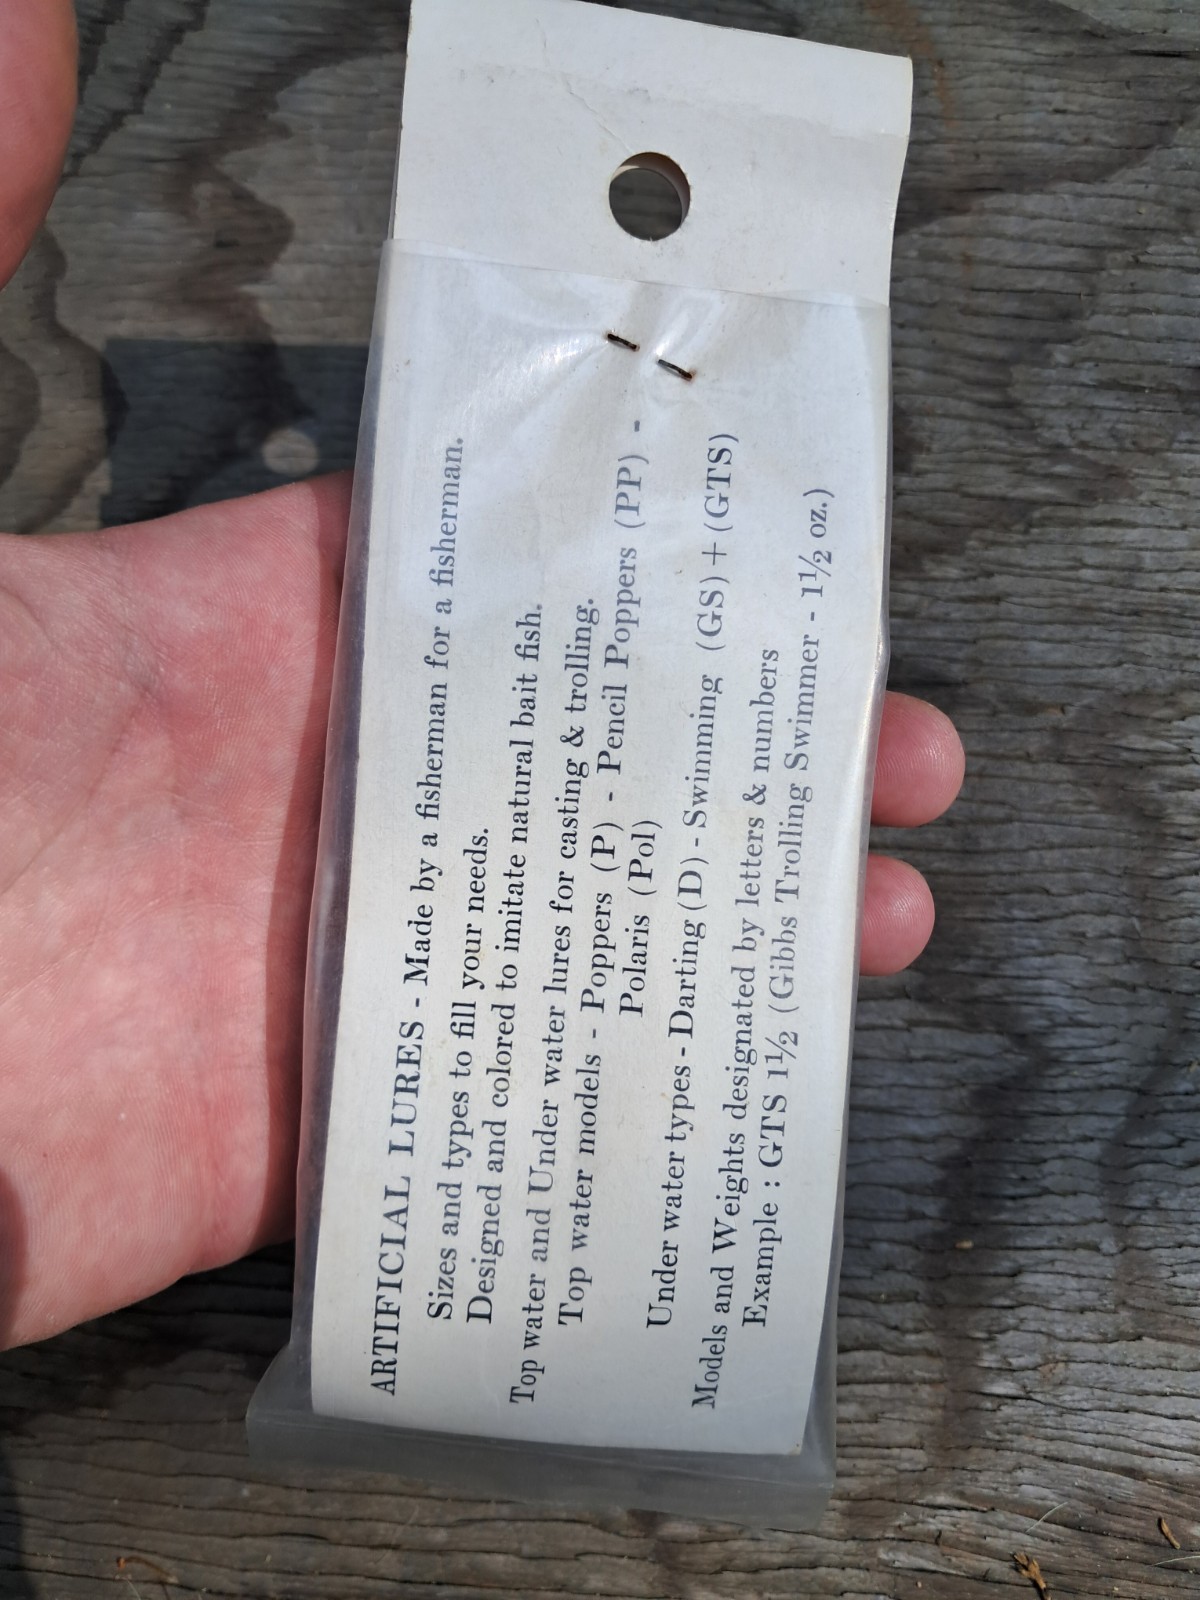 ARTIFICIAL LURES - Made by a fisherman for a fisherman.
Sizes and types to fill your needs.
Designed and colored to imitate natural bait fish.
Top water and Under water lures for casting & trolling.
Top water models - Poppers (P) - Pencil Poppers (PP) -
Polaris (Pol)
Under water types - Darting (D) - Swimming (GS) + (GTS)
Models and Weights designated by letters & numbers
Example : GTS 1½ (Gibbs Trolling Swimmer - 1½ oz.)